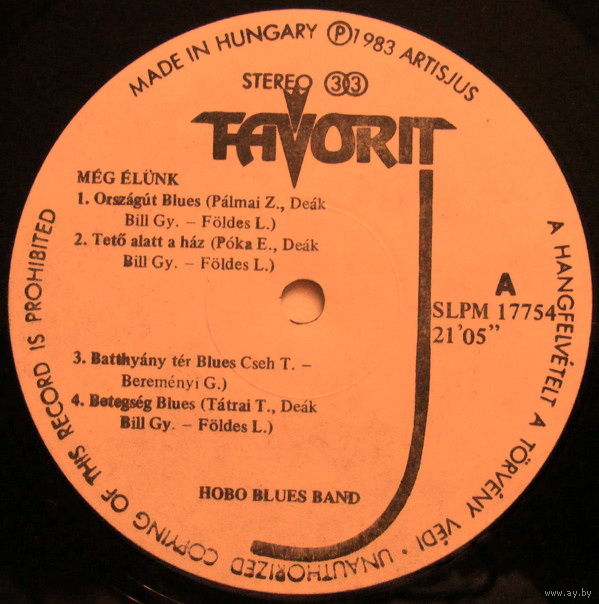 MADE IN HUNGARY Ⓟ 1983 ARTISJUS
STEREO 33
FAVORIT
MÉG ÉLÜNK
1. Országút Blues (Pálmai Z., Deák
Bill Gy. – Földes L.)
2. Tető alatt a ház (Póka E., Deák
Bill Gy. – Földes L.)
A
SLPM 17754
21'05"
3. Batthyány tér Blues Cseh T. –
Bereményi G.)
4. Betegség Blues (Tátrai T., Deák
Bill Gy. – Földes L.)
HOBO BLUES BAND
A HANGFELVÉTELT A TÖRVÉNY VÉDI · UNAUTHORIZED COPYING OF THIS RECORD IS PROHIBITED
www.ay.by